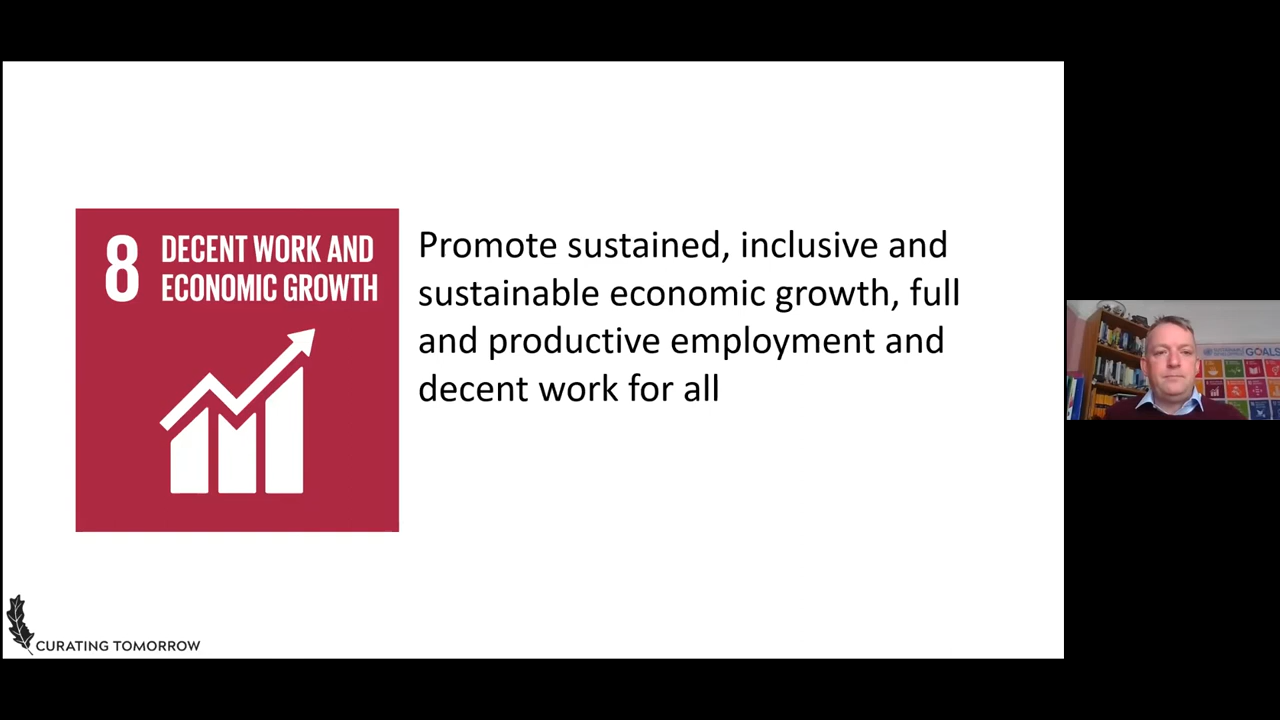 8 DECENT WORK AND
ECONOMIC GROWTH
Promote sustained, inclusive and
sustainable economic growth, full
and productive employment and
decent work for all
CURATING TOMORROW
GOALS